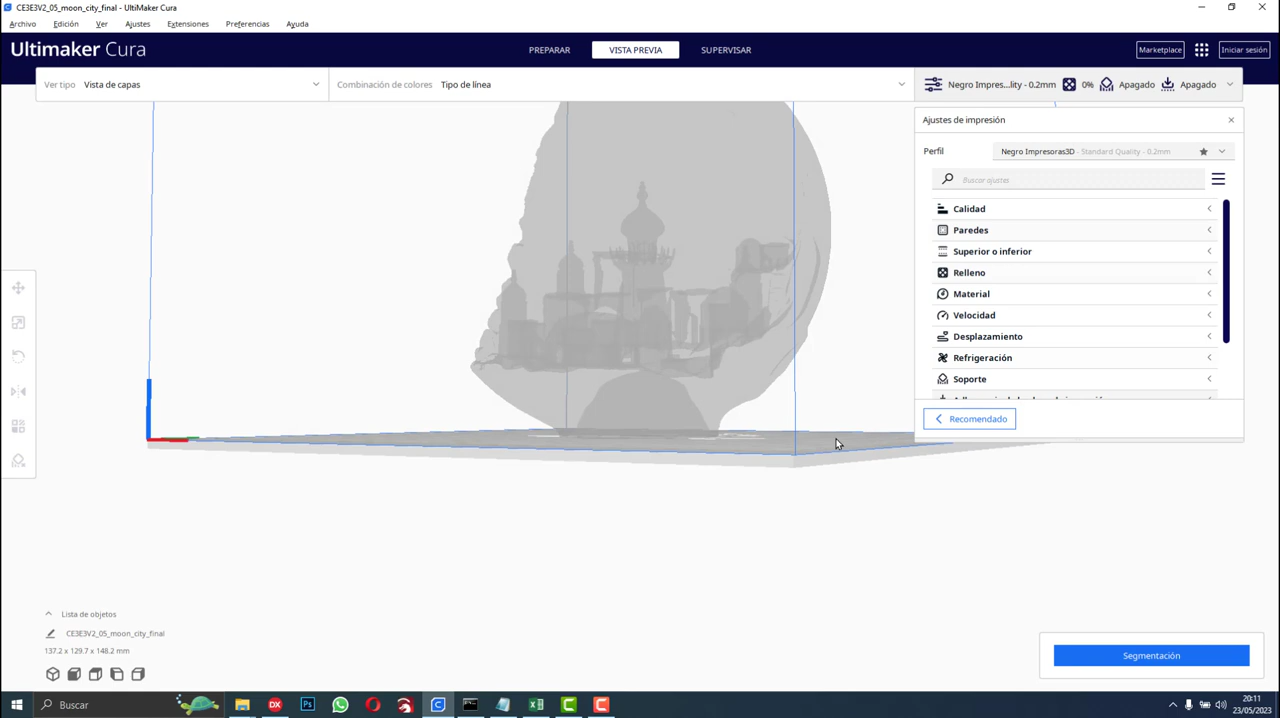 CE3E3V2_05_moon_city_final - UltiMaker Cura
Archivo Edición Ver Ajustes Extensiones Preferencias Ayuda
Ultimaker Cura
PREPARAR VISTA PREVIA SUPERVISAR
Marketplace Iniciar sesión
Ver tipo Vista de capas Combinación de colores Tipo de línea Negro Impres...lity - 0.2mm 0% Apagado Apagado
Ajustes de impresión
Perfil Negro Impresoras3D - Standard Quality - 0.2mm
Buscar ajustes
Calidad
Paredes
Superior o inferior
Relleno
Material
Velocidad
Desplazamiento
Refrigeración
Soporte
Recomendado
Lista de objetos
CE3E3V2_05_moon_city_final
137.2 x 129.7 x 148.2 mm
Segmentación
Buscar
DX
Ps
20:11
23/05/2023